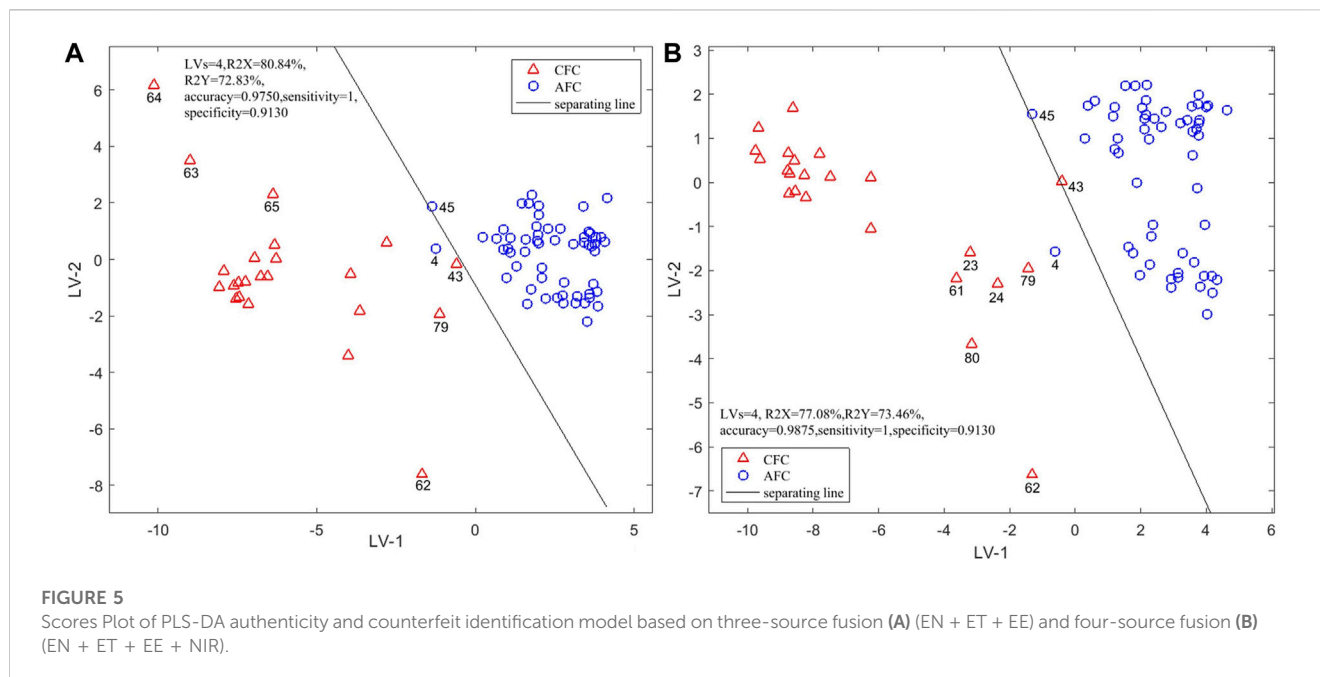 A
LVs=4,R2X=80.84%,
R2Y=72.83%,
accuracy=0.9750,sensitivity=1,
specificity=0.9130
CFC
AFC
separating line
64
63
65
45
4
43
79
62
6
4
2
0
-2
-4
-6
-8
LV-2
-10
-5
0
5
LV-1
B
45
43
4
23
79
61
24
80
62
LVs=4, R2X=77.08%,R2Y=73.46%,
accuracy=0.9875,sensitivity=1,specificity=0.9130
CFC
AFC
separating line
3
2
1
0
-1
-2
-3
-4
-5
-6
-7
LV-2
-10
-8
-6
-4
-2
0
2
4
6
LV-1
FIGURE 5
Scores Plot of PLS-DA authenticity and counterfeit identification model based on three-source fusion (A) (EN + ET + EE) and four-source fusion (B)
(EN + ET + EE + NIR).